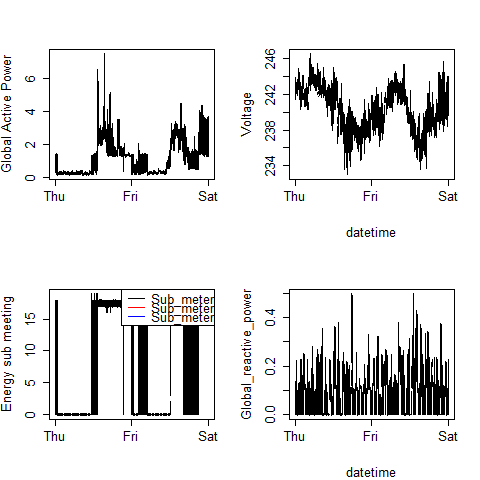 Global Active Power
0 2 4 6
Thu Fri Sat
Voltage
234 238 242 246
Thu Fri Sat
datetime
Energy sub meeting
0 5 10 15
Thu Fri Sat
Sub_meter
Sub_meter
Sub_meter
Global_reactive_power
0.0 0.2 0.4
Thu Fri Sat
datetime